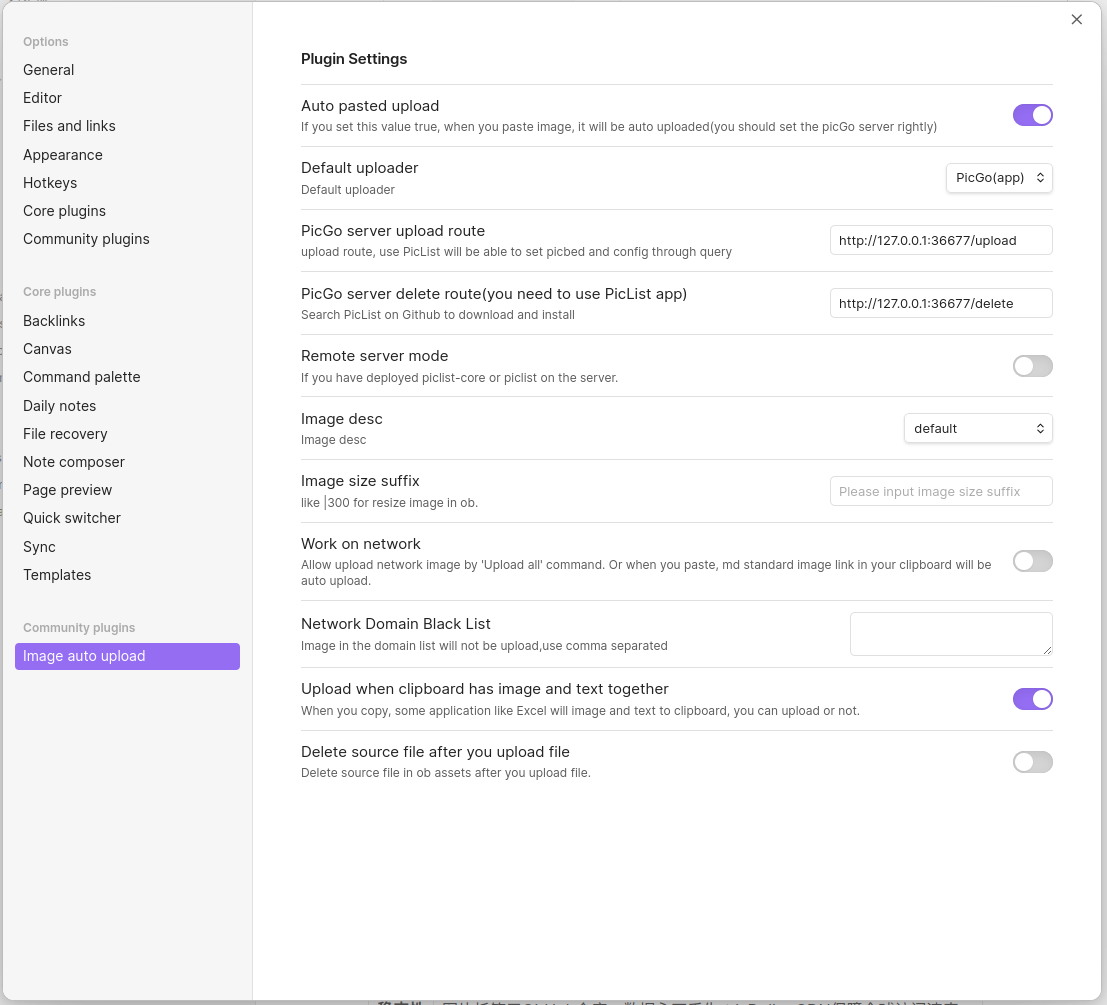 Options
General
Editor
Files and links
Appearance
Hotkeys
Core plugins
Community plugins
Core plugins
Backlinks
Canvas
Command palette
Daily notes
File recovery
Note composer
Page preview
Quick switcher
Sync
Templates
Community plugins
Image auto upload
Plugin Settings
Auto pasted upload
If you set this value true, when you paste image, it will be auto uploaded(you should set the picGo server rightly)
Default uploader
Default uploader
PicGo(app)
PicGo server upload route
upload route, use PicList will be able to set picbed and config through query
http://127.0.0.1:36677/upload
PicGo server delete route(you need to use PicList app)
Search PicList on Github to download and install
http://127.0.0.1:36677/delete
Remote server mode
If you have deployed piclist-core or piclist on the server.
Image desc
Image desc
default
Image size suffix
like |300 for resize image in ob.
Please input image size suffix
Work on network
Allow upload network image by 'Upload all' command. Or when you paste, md standard image link in your clipboard will be
auto upload.
Network Domain Black List
Image in the domain list will not be upload,use comma separated
Upload when clipboard has image and text together
When you copy, some application like Excel will image and text to clipboard, you can upload or not.
Delete source file after you upload file
Delete source file in ob assets after you upload file.